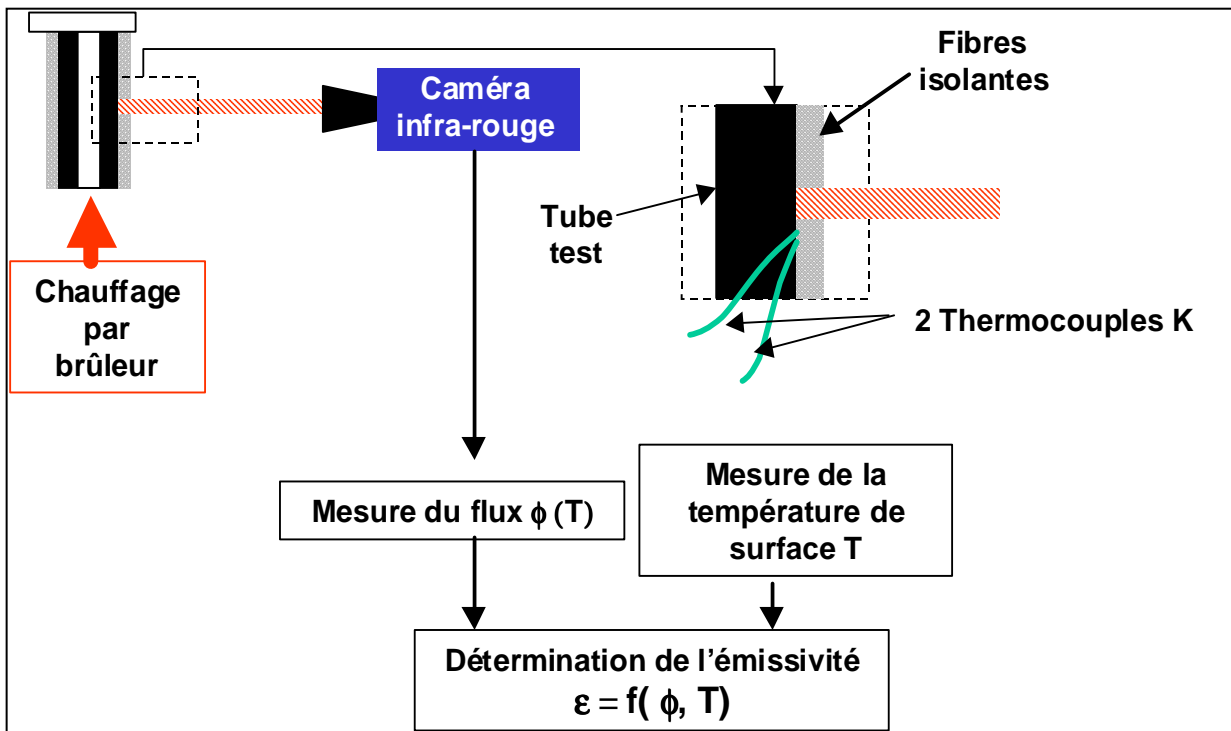 Fibres
isolantes
Caméra
infra-rouge
Tube
test
Chauffage
par
brûleur
2 Thermocouples K
Mesure du flux ϕ (T)
Mesure de la
température de
surface T
Détermination de l’émissivité
ε = f( ϕ, T)